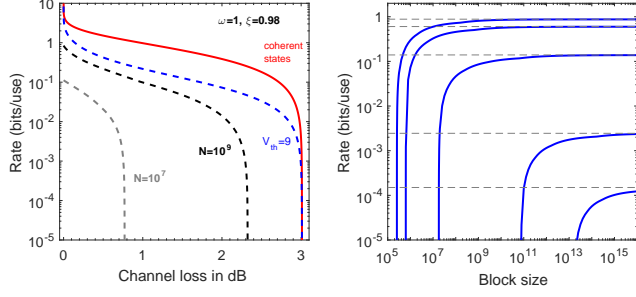 ω=1, ξ=0.98
coherent
states
V_th=9
N=10^9
N=10^7
10
1
10^-1
10^-2
10^-3
10^-4
10^-5
Rate (bits/use)
0 1 2 3
Channel loss in dB
1
10^-1
10^-2
10^-3
10^-4
10^-5
Rate (bits/use)
10^5 10^7 10^9 10^11 10^13 10^15
Block size